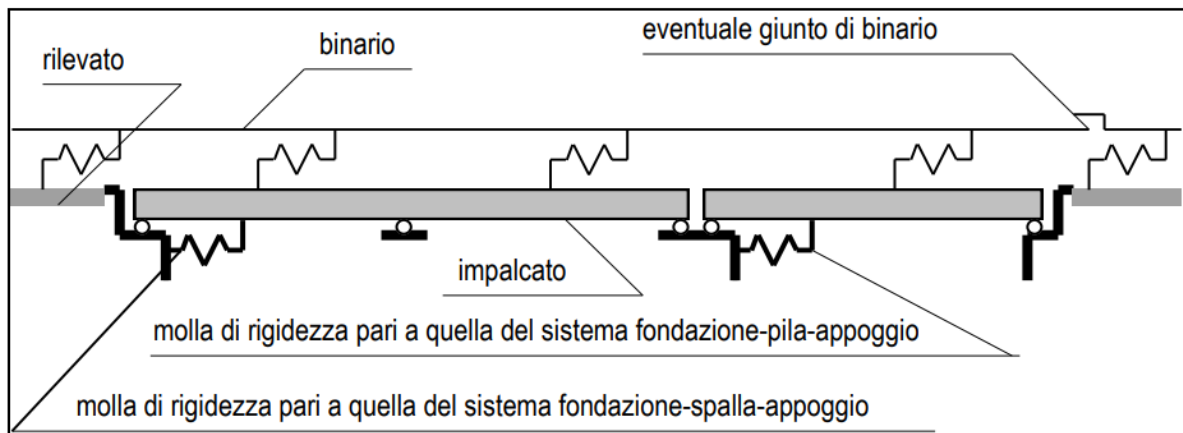 eventuale giunto di binario
binario
rilevato
impalcato
molla di rigidezza pari a quella del sistema fondazione-pila-appoggio
molla di rigidezza pari a quella del sistema fondazione-spalla-appoggio